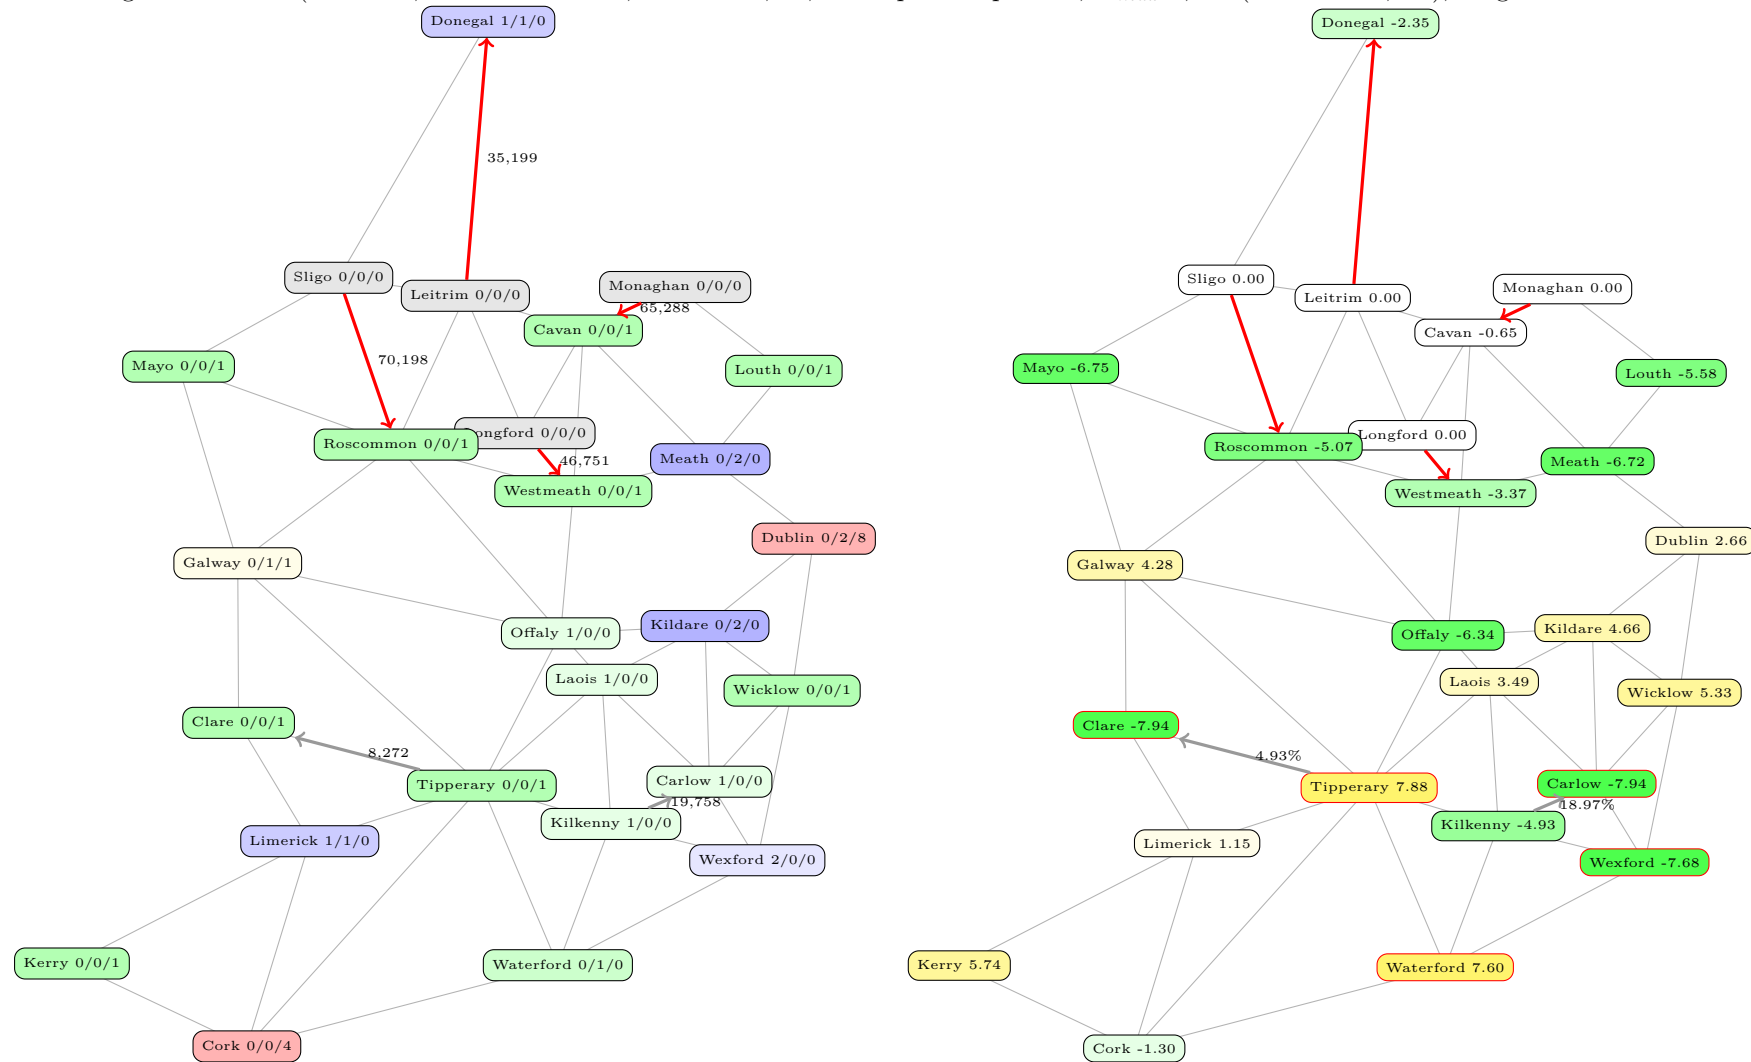 Donegal 1/1/0
35,199
Sligo 0/0/0
Leitrim 0/0/0
Monaghan 0/0/0
65,288
Cavan 0/0/1
Mayo 0/0/1
70,198
Louth 0/0/1
Longford 0/0/0
Roscommon 0/0/1
46,751
Meath 0/2/0
Westmeath 0/0/1
Dublin 0/2/8
Galway 0/1/1
Offaly 1/0/0
Kildare 0/2/0
Laois 1/0/0
Wicklow 0/0/1
Clare 0/0/1
8,272
Tipperary 0/0/1
Carlow 1/0/0
19,758
Kilkenny 1/0/0
Limerick 1/1/0
Wexford 2/0/0
Kerry 0/0/1
Waterford 0/1/0
Cork 0/0/4
Donegal -2.35
Sligo 0.00
Leitrim 0.00
Monaghan 0.00
Cavan -0.65
Mayo -6.75
Louth -5.58
Longford 0.00
Roscommon -5.07
Meath -6.72
Westmeath -3.37
Dublin 2.66
Galway 4.28
Offaly -6.34
Kildare 4.66
Laois 3.49
Wicklow 5.33
Clare -7.94
4.93%
Tipperary 7.88
Carlow -7.94
18.97%
Kilkenny -4.93
Limerick 1.15
Wexford -7.68
Kerry 5.74
Waterford 7.60
Cork -1.30